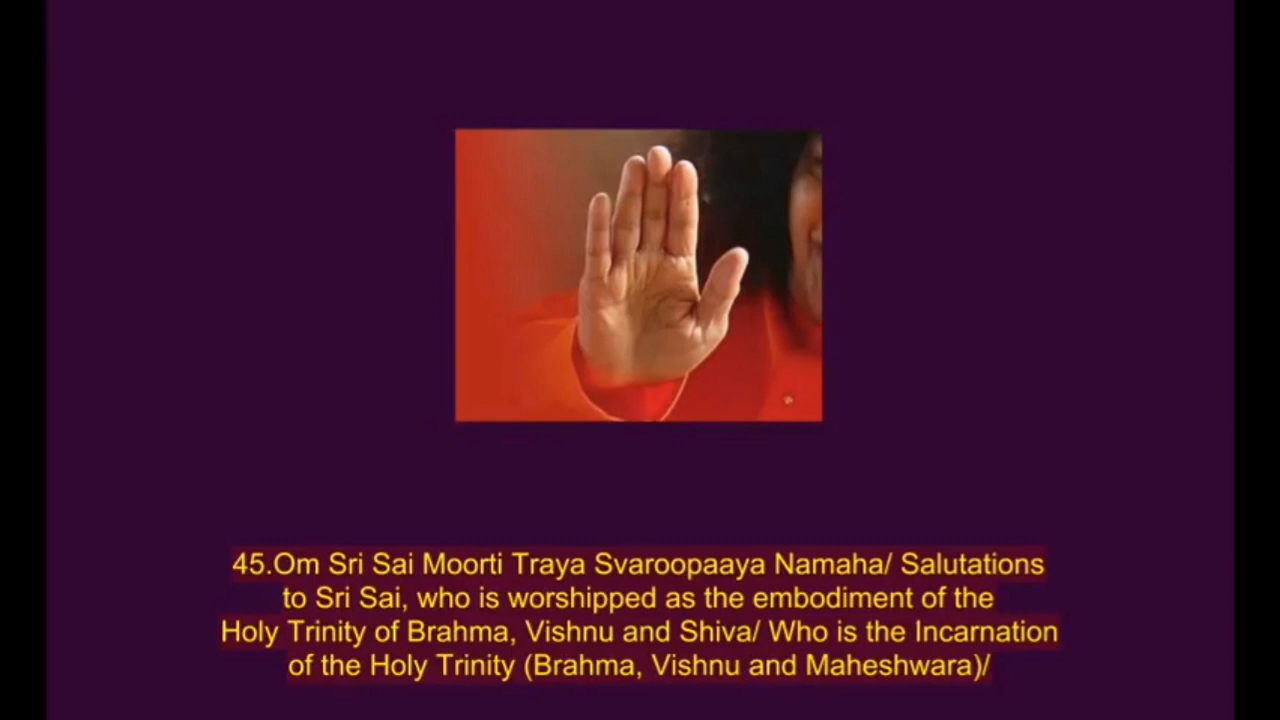 45.Om Sri Sai Moorti Traya Svaroopaaya Namaha/ Salutations
to Sri Sai, who is worshipped as the embodiment of the
Holy Trinity of Brahma, Vishnu and Shiva/ Who is the Incarnation
of the Holy Trinity (Brahma, Vishnu and Maheshwara)/